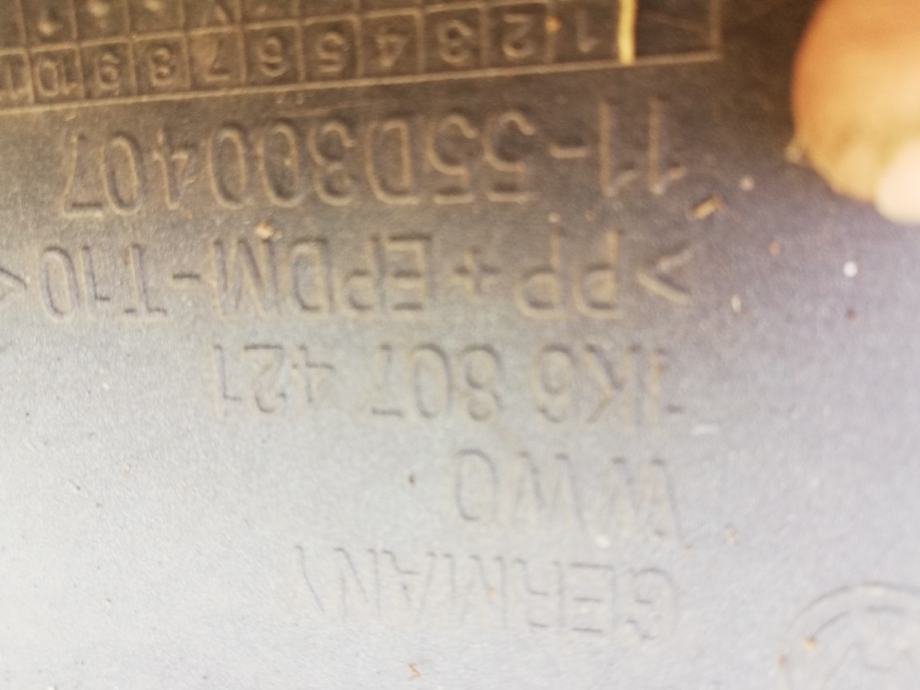 GERMANY
WWO
1K6 807 421
>PP + EPDM-T10<
11-55D300407
1 2 3 4 5 6 7 8 9 10